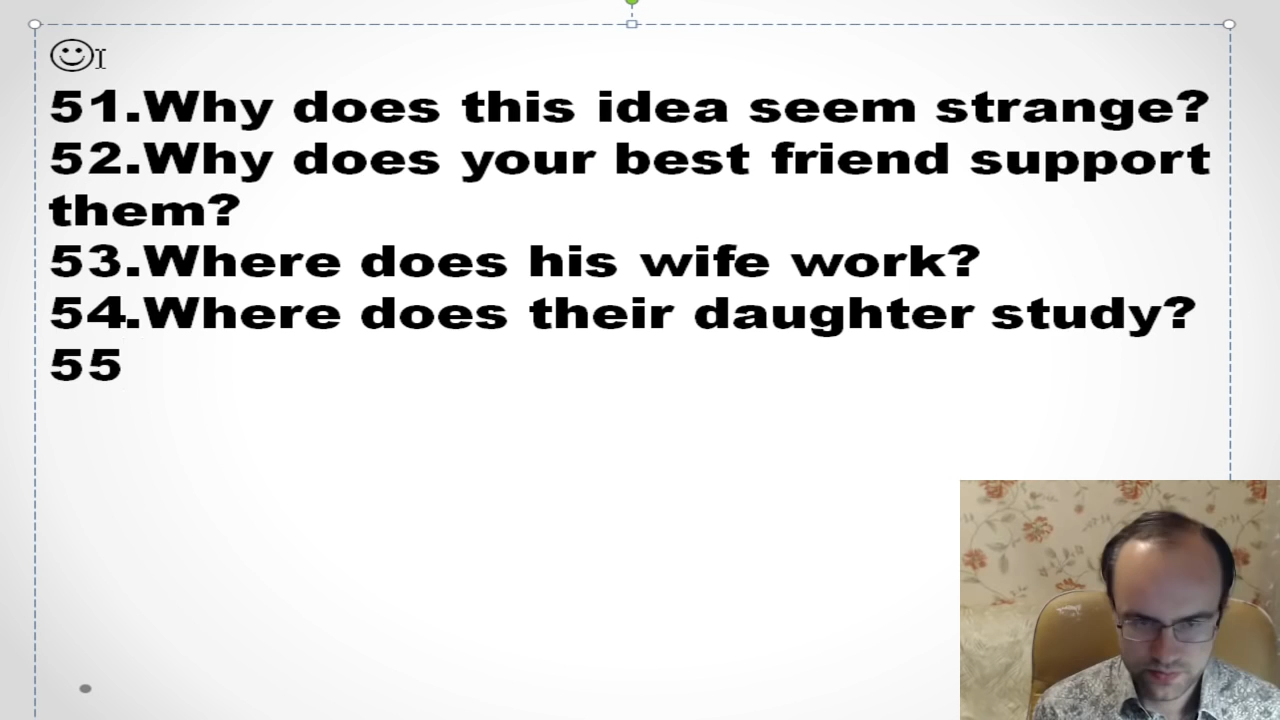 51.Why does this idea seem strange?
52.Why does your best friend support
them?
53.Where does his wife work?
54.Where does their daughter study?
55